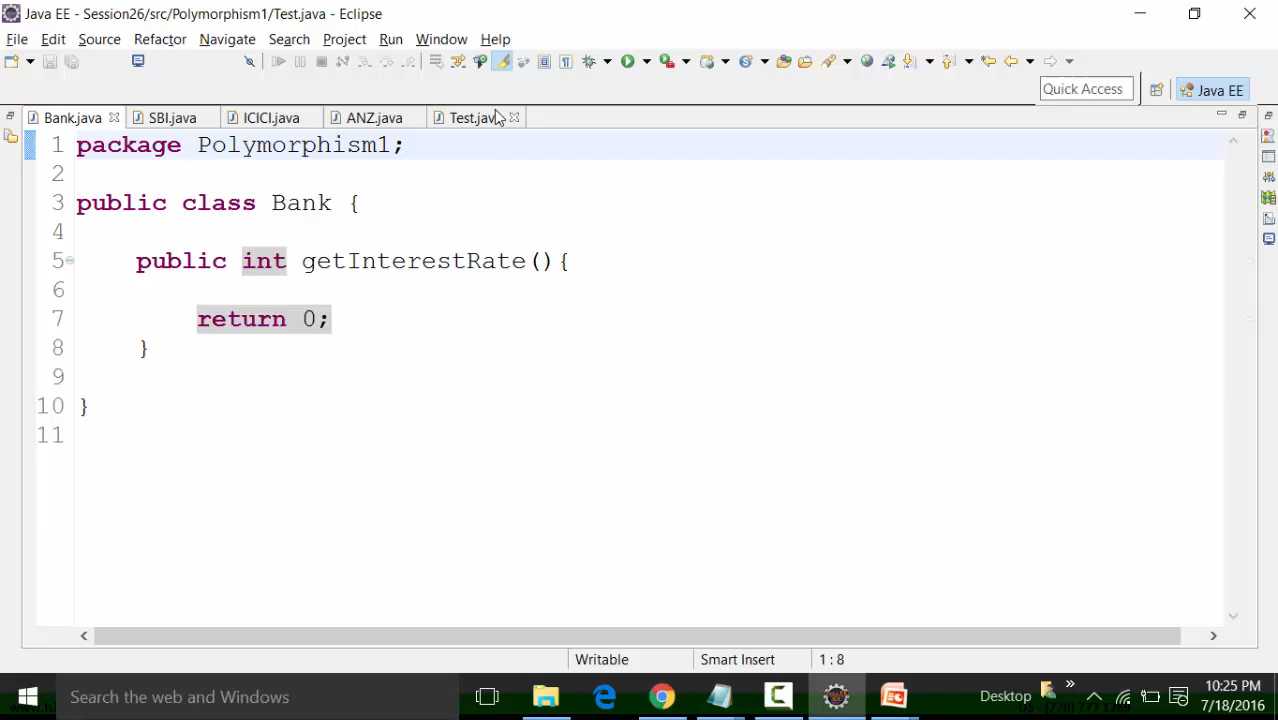 Java EE - Session26/src/Polymorphism1/Test.java - Eclipse
File Edit Source Refactor Navigate Search Project Run Window Help
Quick Access
Java EE
Bank.java SBI.java ICICI.java ANZ.java Test.java
1 package Polymorphism1;
2
3 public class Bank {
4
5 public int getInterestRate(){
6
7 return 0;
8 }
9
10 }
11
Writable Smart Insert 1 : 8
Search the web and Windows
Desktop
10:25 PM
7/18/2016